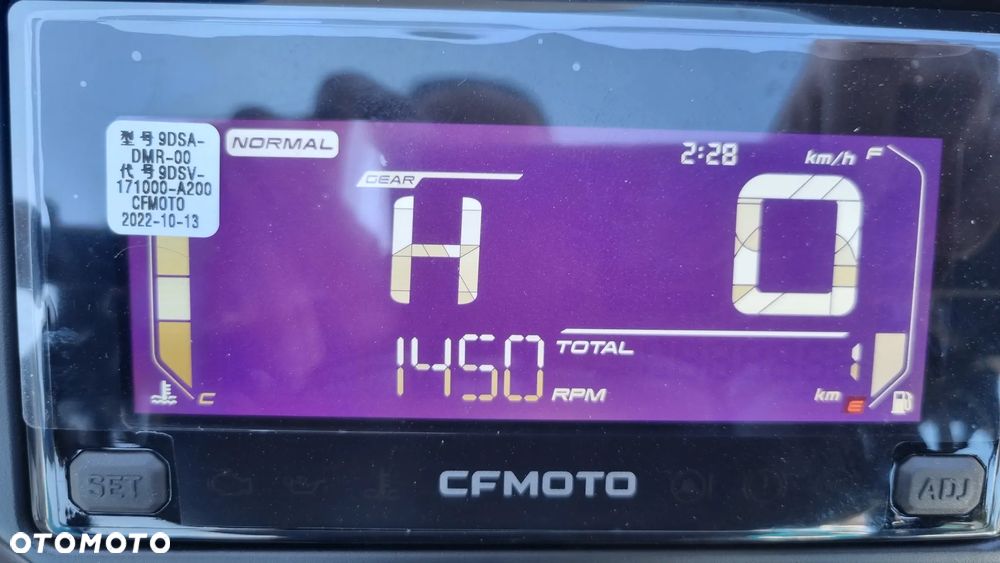 型 号 9DSA-
DMR-00
代 号 9DSV-
171000-A200
CFMOTO
2022-10-13
NORMAL
2:28
km/h
F
GEAR
H
0
1450
RPM
TOTAL
1
km
E
C
SET
CFMOTO
ADJ
OTOMOTO